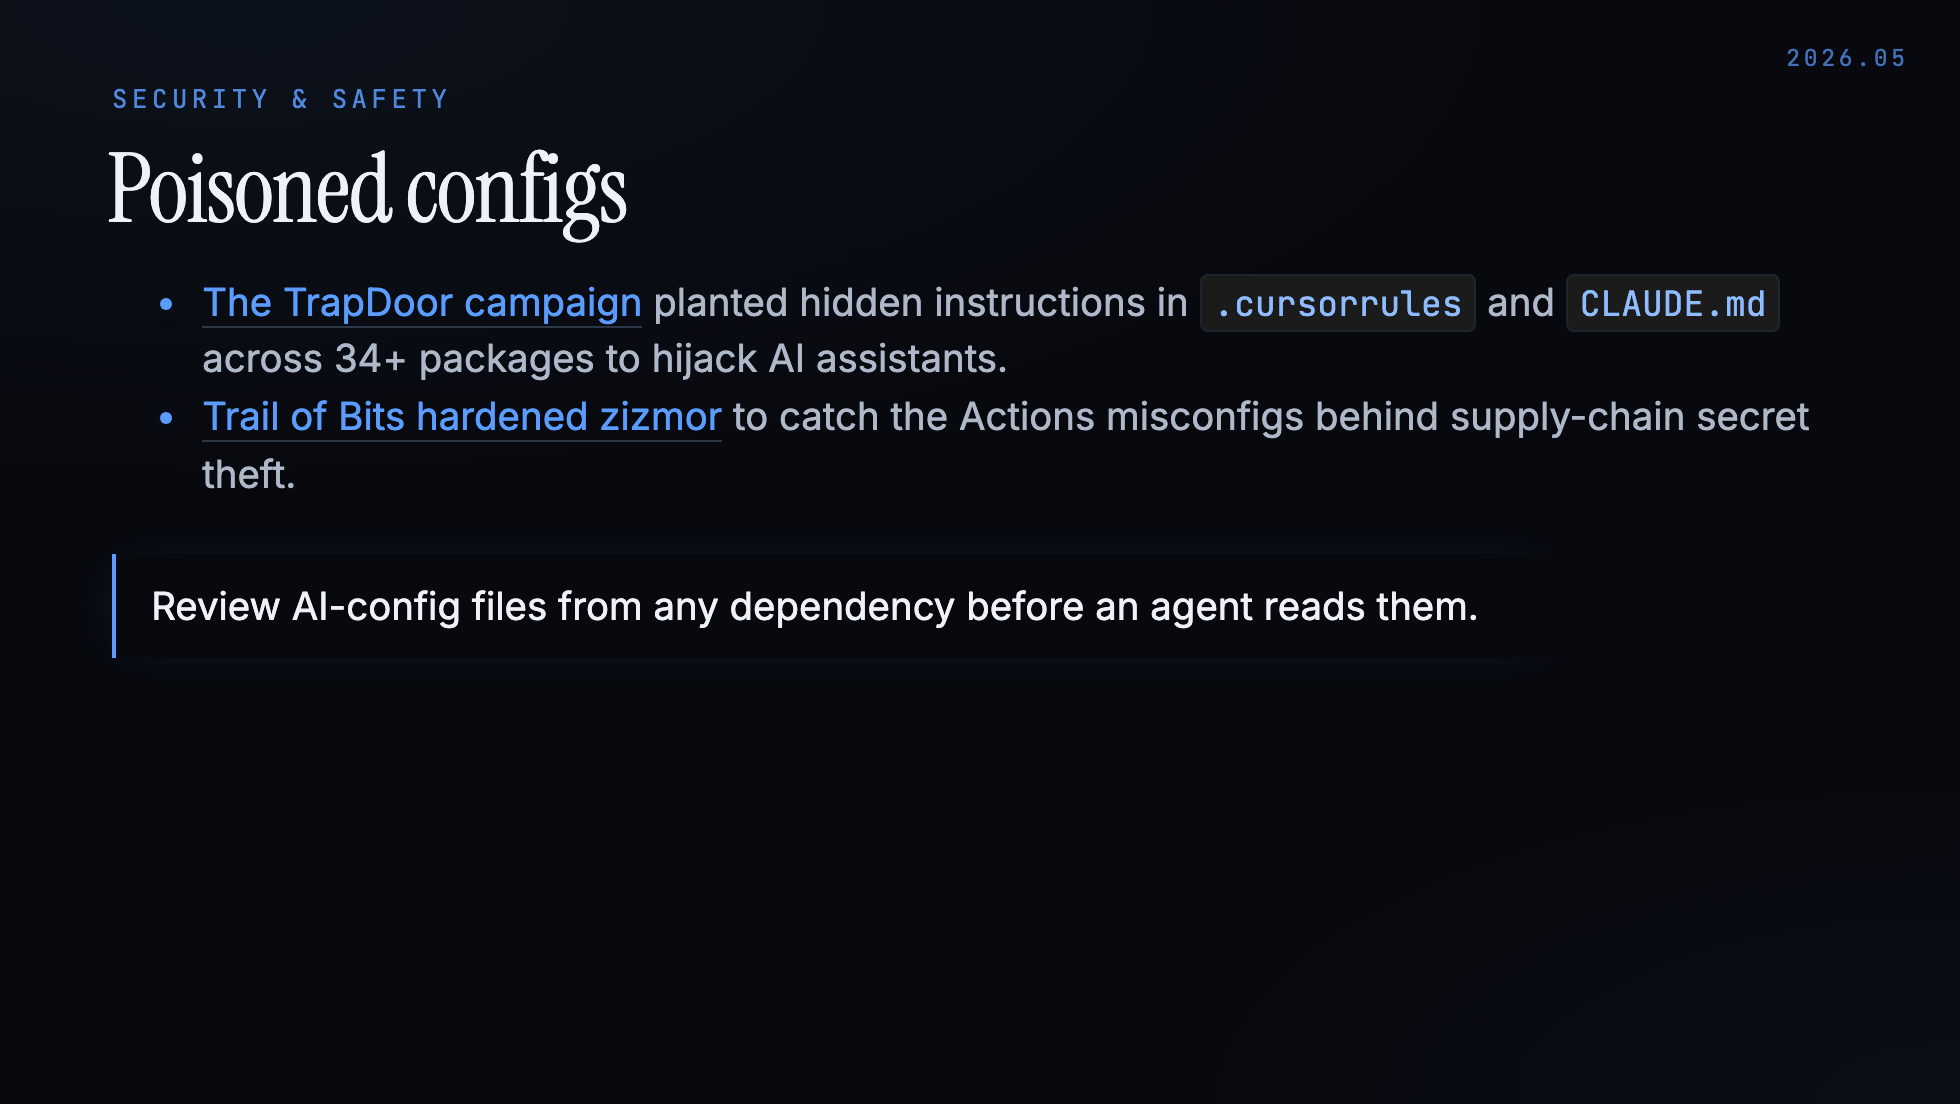 2026.05
SECURITY & SAFETY
Poisoned configs
• The TrapDoor campaign planted hidden instructions in .cursorrules and CLAUDE.md
across 34+ packages to hijack AI assistants.
• Trail of Bits hardened zizmor to catch the Actions misconfigs behind supply-chain secret
theft.
Review AI-config files from any dependency before an agent reads them.